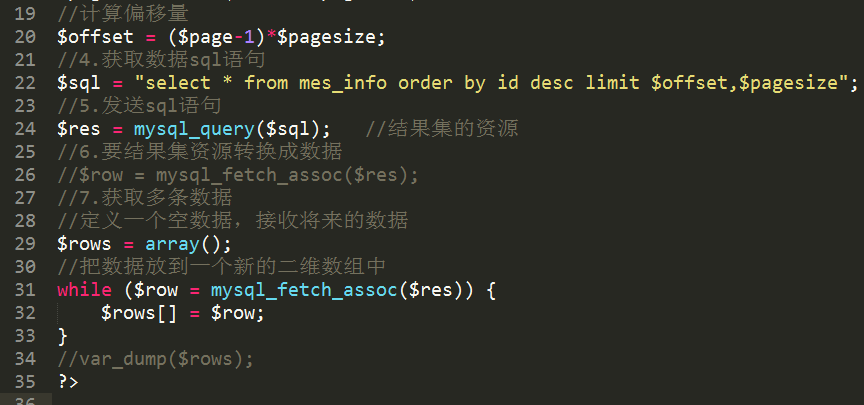 19 //计算偏移量
20 $offset = ($page-1)*$pagesize;
21 //4.获取数据sql语句
22 $sql = "select * from mes_info order by id desc limit $offset,$pagesize";
23 //5.发送sql语句
24 $res = mysql_query($sql);   //结果集的资源
25 //6.要结果集资源转换成数据
26 //$row = mysql_fetch_assoc($res);
27 //7.获取多条数据
28 //定义一个空数据，接收将来的数据
29 $rows = array();
30 //把数据放到一个新的二维数组中
31 while ($row = mysql_fetch_assoc($res)) {
32     $rows[] = $row;
33 }
34 //var_dump($rows);
35 ?>
36